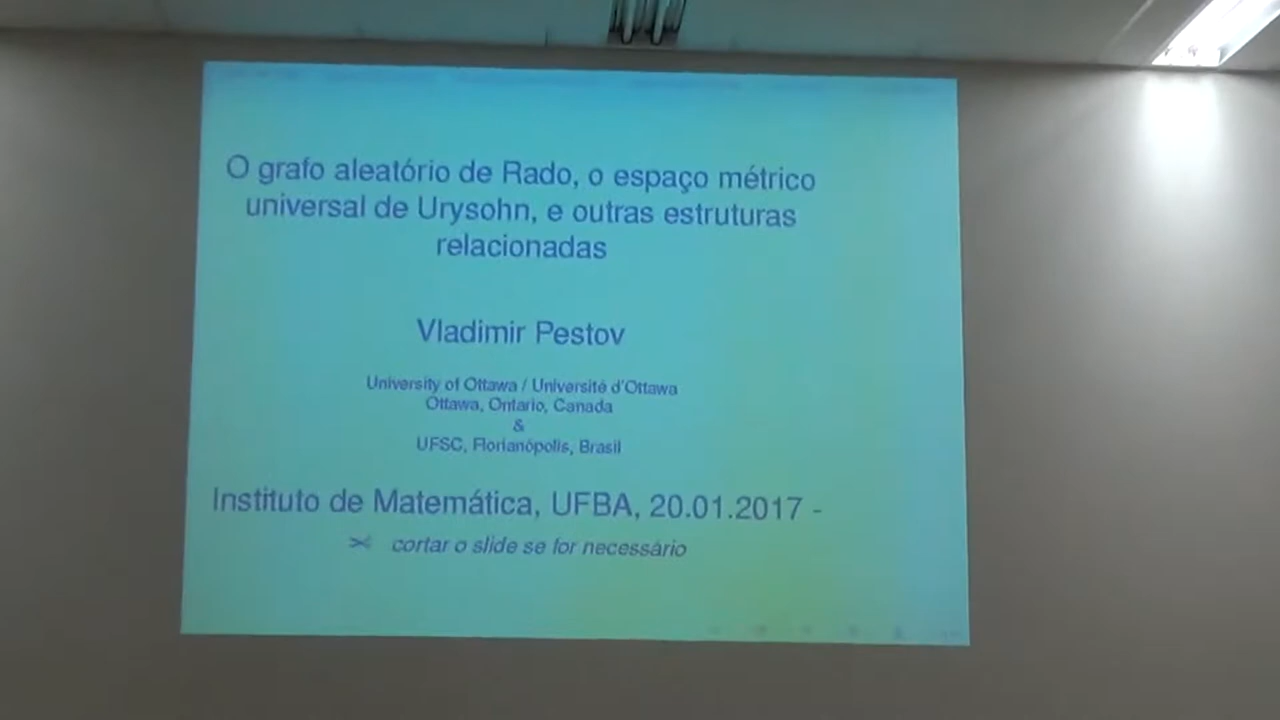 O grafo aleatório de Rado, o espaço métrico
universal de Urysohn, e outras estruturas
relacionadas
Vladimir Pestov
University of Ottawa / Université d'Ottawa
Ottawa, Ontario, Canada
&
UFSC, Florianópolis, Brasil
Instituto de Matemática, UFBA, 20.01.2017 -
✂ cortar o slide se for necessário